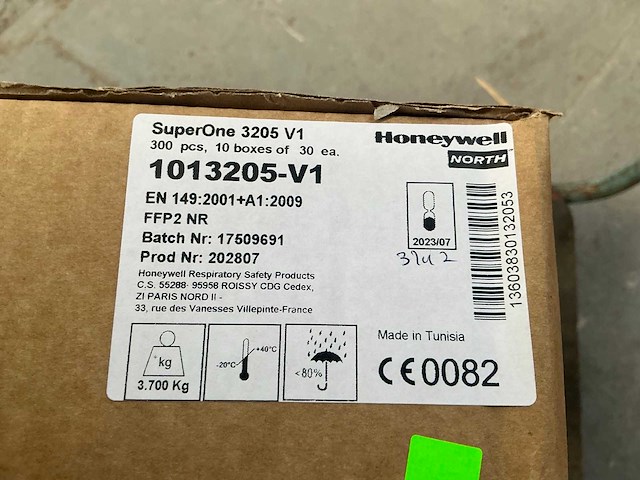 SuperOne 3205 V1
300 pcs, 10 boxes of 30 ea.
1013205-V1
EN 149:2001+A1:2009
FFP2 NR
Batch Nr: 17509691
Prod Nr: 202807
Honeywell Respiratory Safety Products
C.S. 55288- 95958 ROISSY CDG Cedex,
ZI PARIS NORD II -
33, rue des Vanesses Villepinte-France
Honeywell
NORTH
2023/07
13603830132053
kg
3.700 Kg
-20°C
+40°C
<80%
Made in Tunisia
CE0082